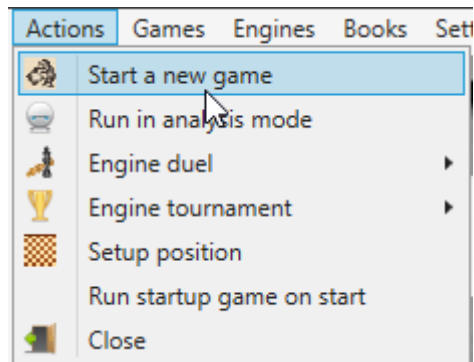 Actions Games Engines Books
Start a new game
Run in analysis mode
Engine duel
Engine tournament
Setup position
Run startup game on start
Close